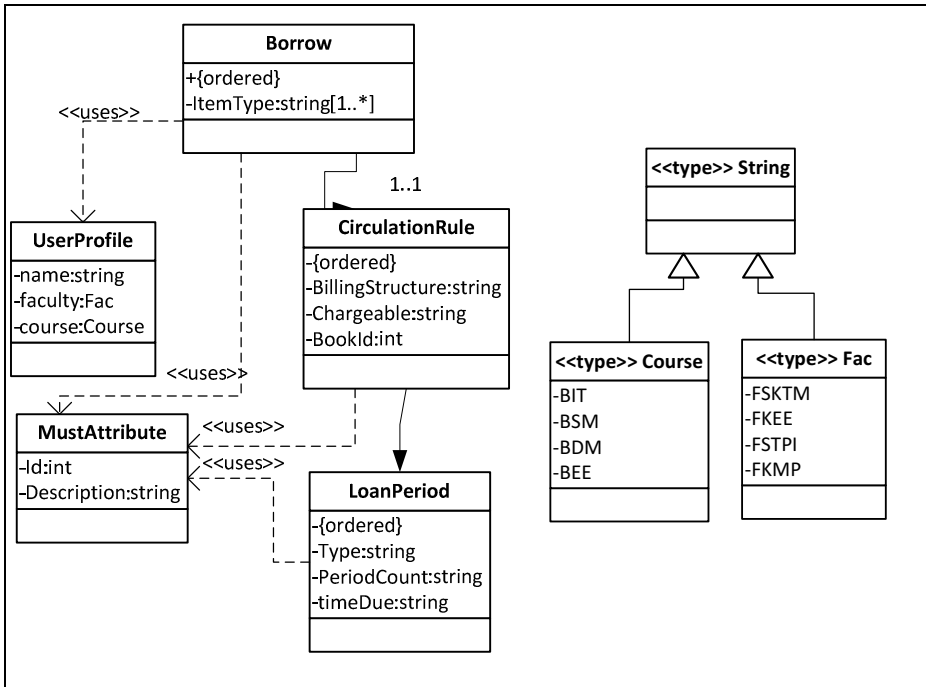 Borrow
+{ordered}
-ItemType:string[1..*]
<<uses>>
1..1
UserProfile
-name:string
-faculty:Fac
-course:Course
CirculationRule
-{ordered}
-BillingStructure:string
-Chargeable:string
-BookId:int
<<uses>>
MustAttribute
-Id:int
-Description:string
<<uses>>
<<uses>>
LoanPeriod
-{ordered}
-Type:string
-PeriodCount:string
-timeDue:string
<<type>> String
<<type>> Course
-BIT
-BSM
-BDM
-BEE
<<type>> Fac
-FSKTM
-FKEE
-FSTPI
-FKMP